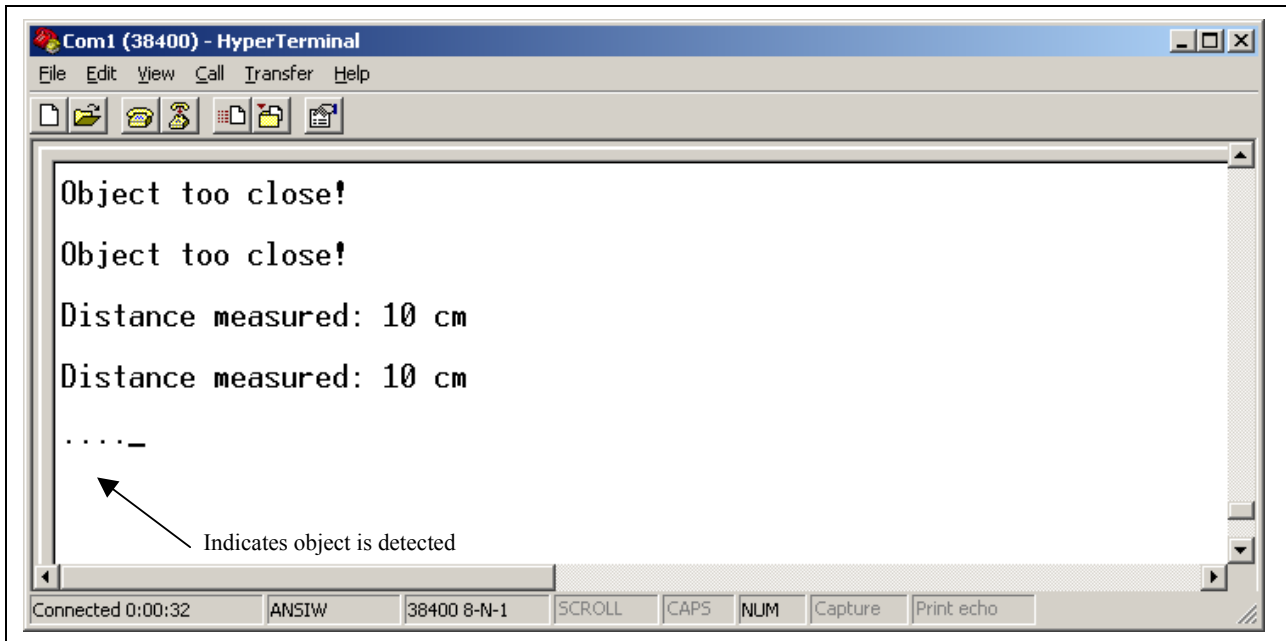 Com1 (38400) - HyperTerminal
File Edit View Call Transfer Help
Object too close!
Object too close!
Distance measured: 10 cm
Distance measured: 10 cm
...._
Indicates object is detected
Connected 0:00:32 ANSIW 38400 8-N-1 SCROLL CAPS NUM Capture Print echo